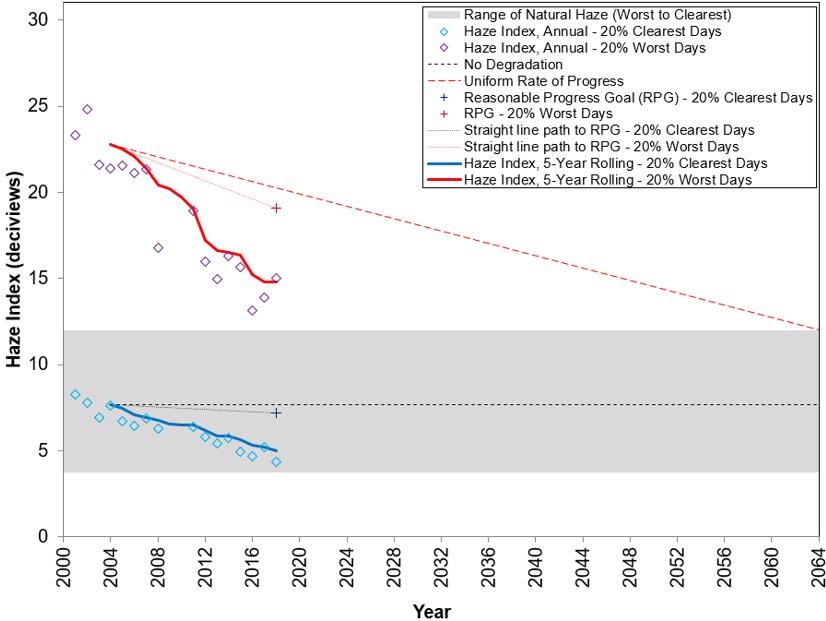 30
25
20
15
10
5
0
Haze Index (deciviews)
Range of Natural Haze (Worst to Clearest)
Haze Index, Annual - 20% Clearest Days
Haze Index, Annual - 20% Worst Days
No Degradation
Uniform Rate of Progress
Reasonable Progress Goal (RPG) - 20% Clearest Days
RPG - 20% Worst Days
Straight line path to RPG - 20% Clearest Days
Straight line path to RPG - 20% Worst Days
Haze Index, 5-Year Rolling - 20% Clearest Days
Haze Index, 5-Year Rolling - 20% Worst Days
2000 2004 2008 2012 2016 2020 2024 2028 2032 2036 2040 2044 2048 2052 2056 2060 2064
Year